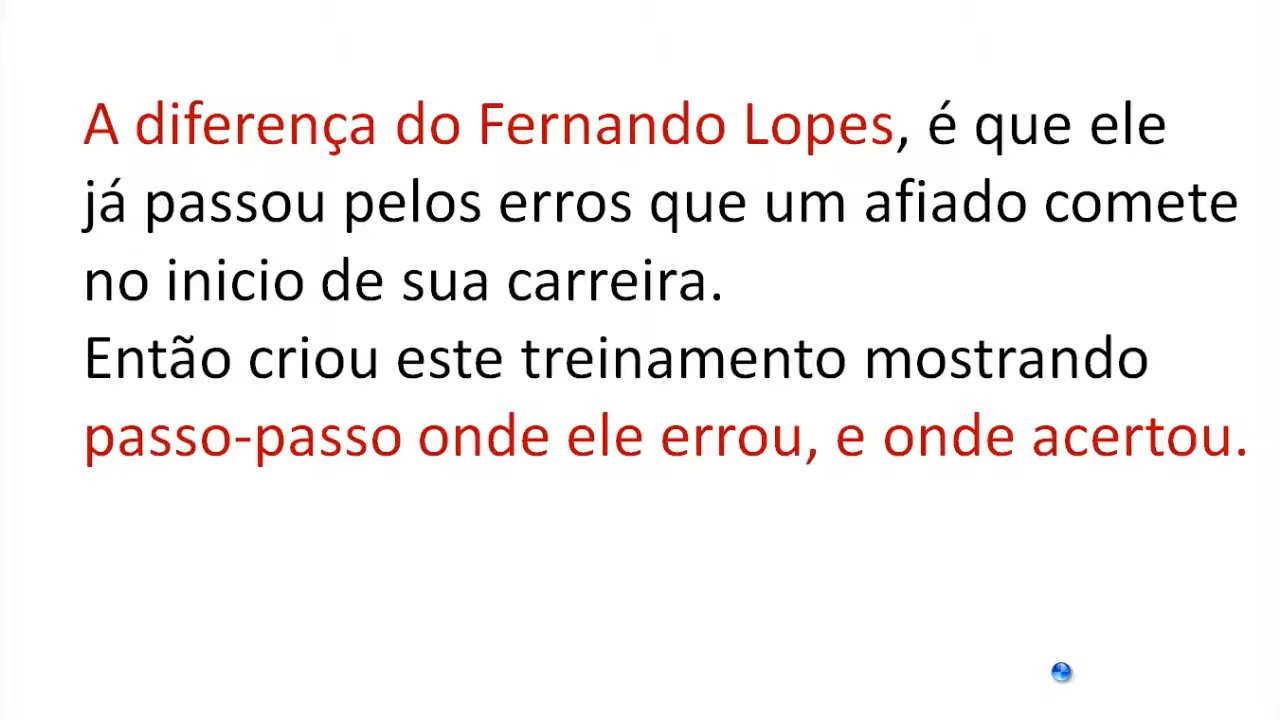 A diferença do Fernando Lopes, é que ele
já passou pelos erros que um afiado comete
no inicio de sua carreira.
Então criou este treinamento mostrando
passo-passo onde ele errou, e onde acertou.